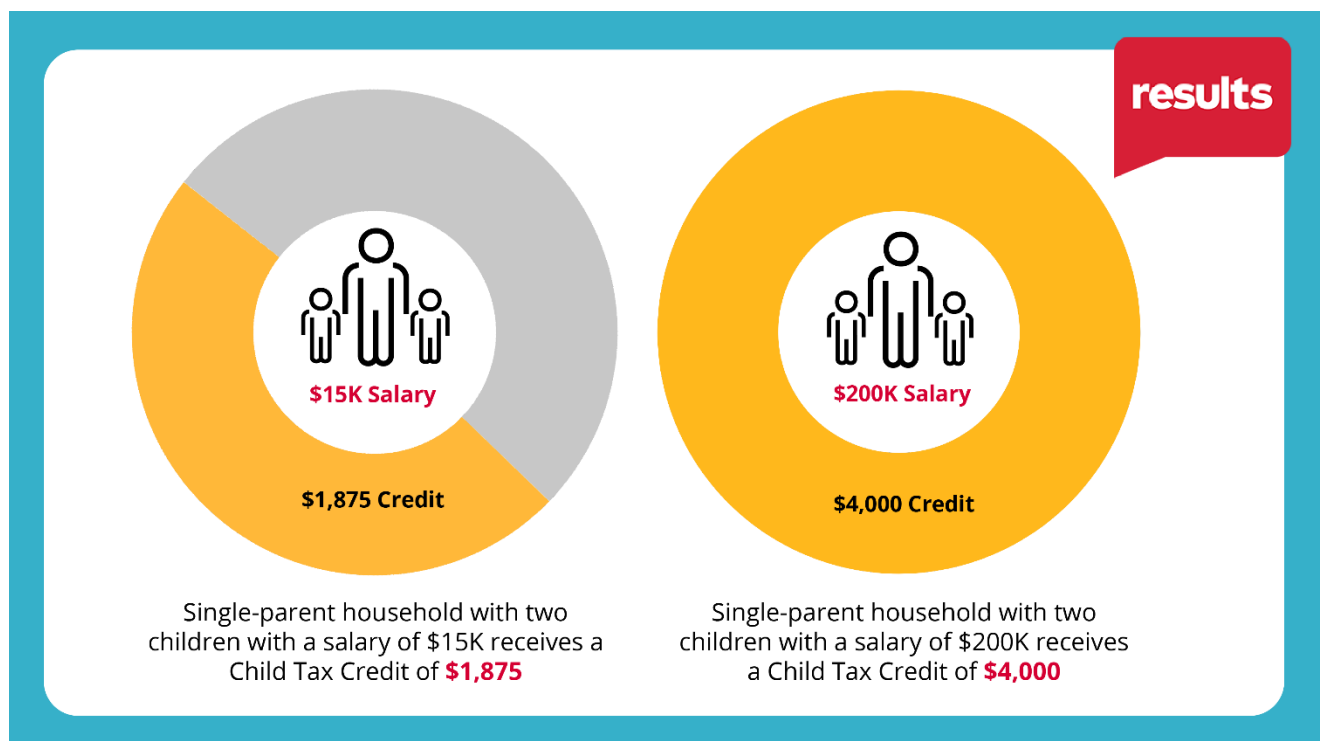 results
$15K Salary
$1,875 Credit
Single-parent household with two
children with a salary of $15K receives a
Child Tax Credit of $1,875
$200K Salary
$4,000 Credit
Single-parent household with two
children with a salary of $200K receives
a Child Tax Credit of $4,000